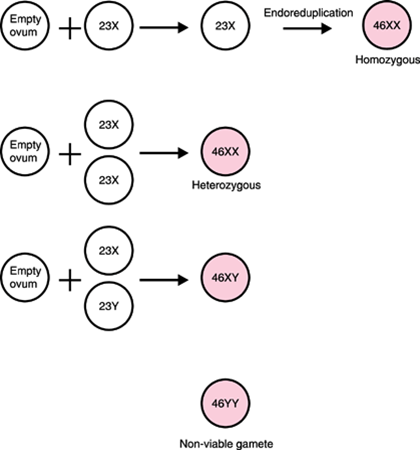 Empty
ovum
23X
23X
Endoreduplication
46XX
Homozygous
Empty
ovum
23X
23X
46XX
Heterozygous
Empty
ovum
23X
23Y
46XY
46YY
Non-viable gamete